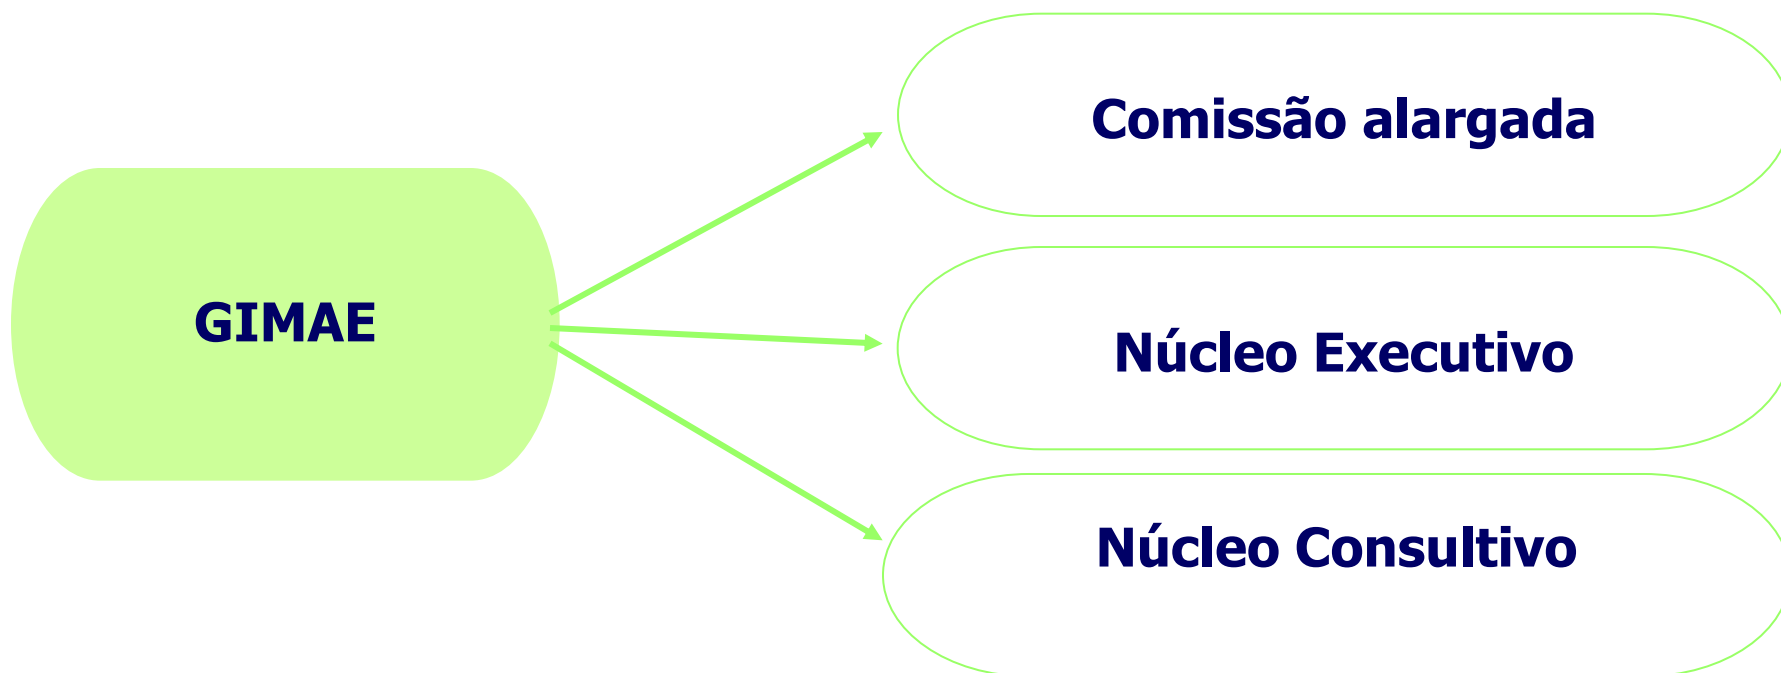 Comissão alargada
GIMAE
Núcleo Executivo
Núcleo Consultivo